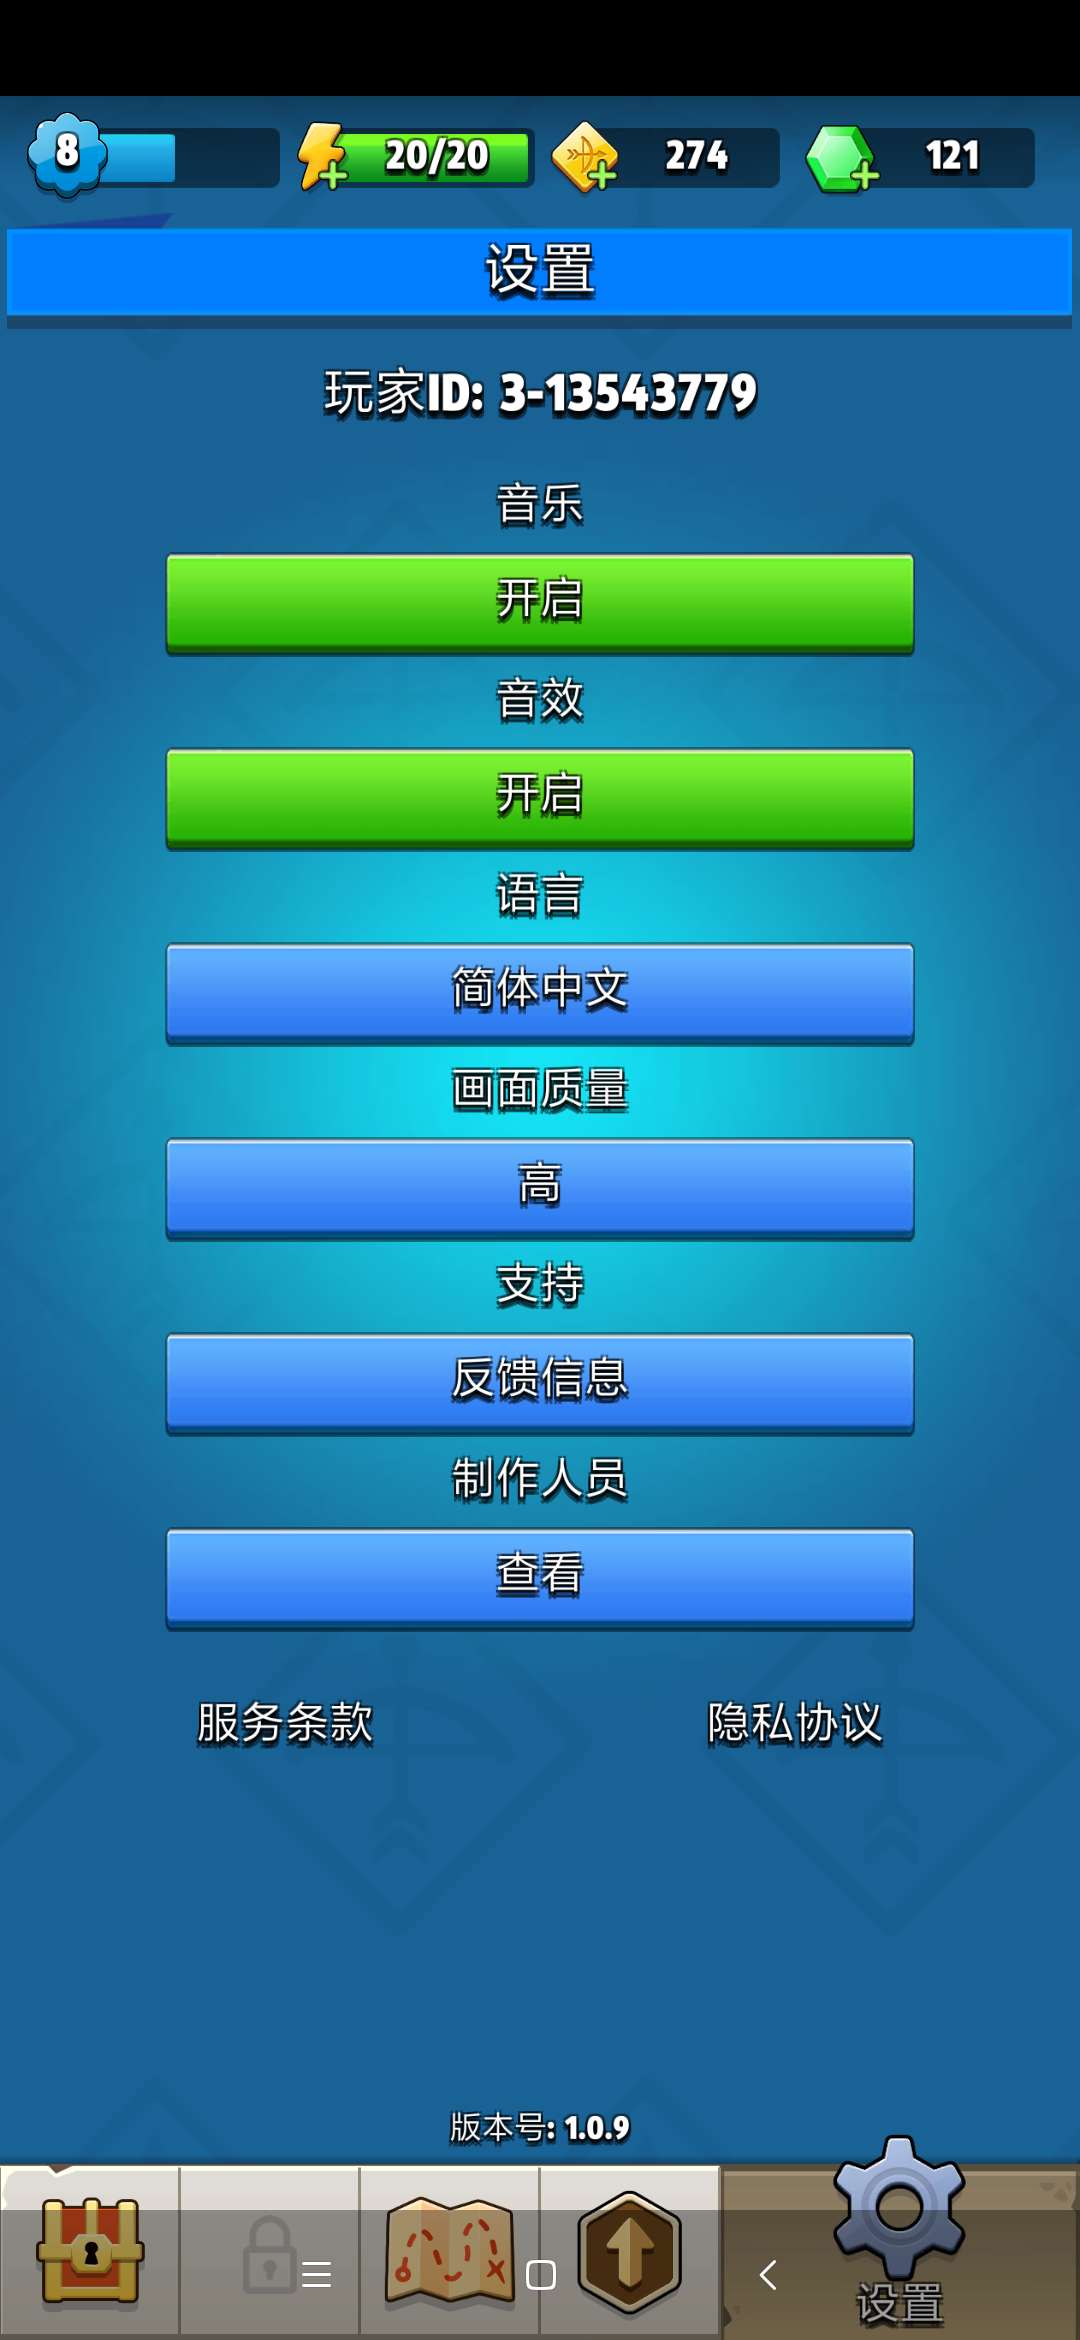 8
20/20
274
121
设置
玩家ID: 3-13543779
音乐
开启
音效
开启
语言
简体中文
画面质量
高
支持
反馈信息
制作人员
查看
服务条款
隐私协议
版本号: 1.0.9
设置